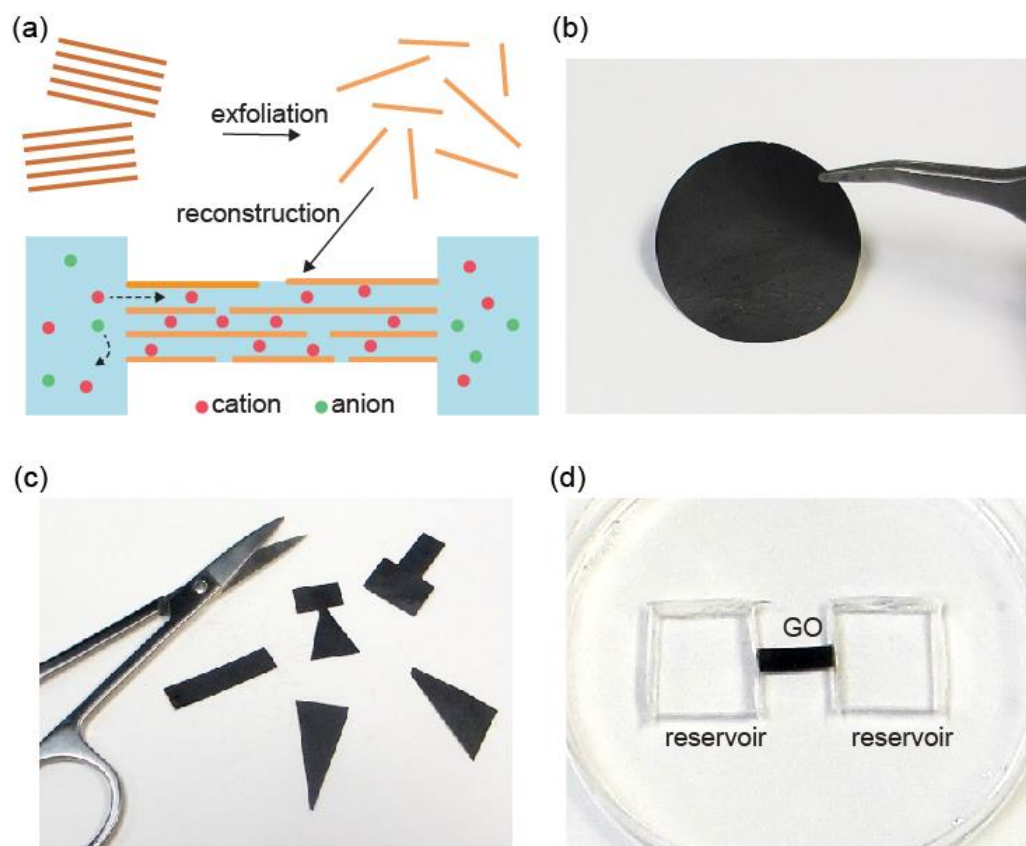 (a)
exfoliation
reconstruction
cation
anion
(b)
(c)
(d)
GO
reservoir
reservoir